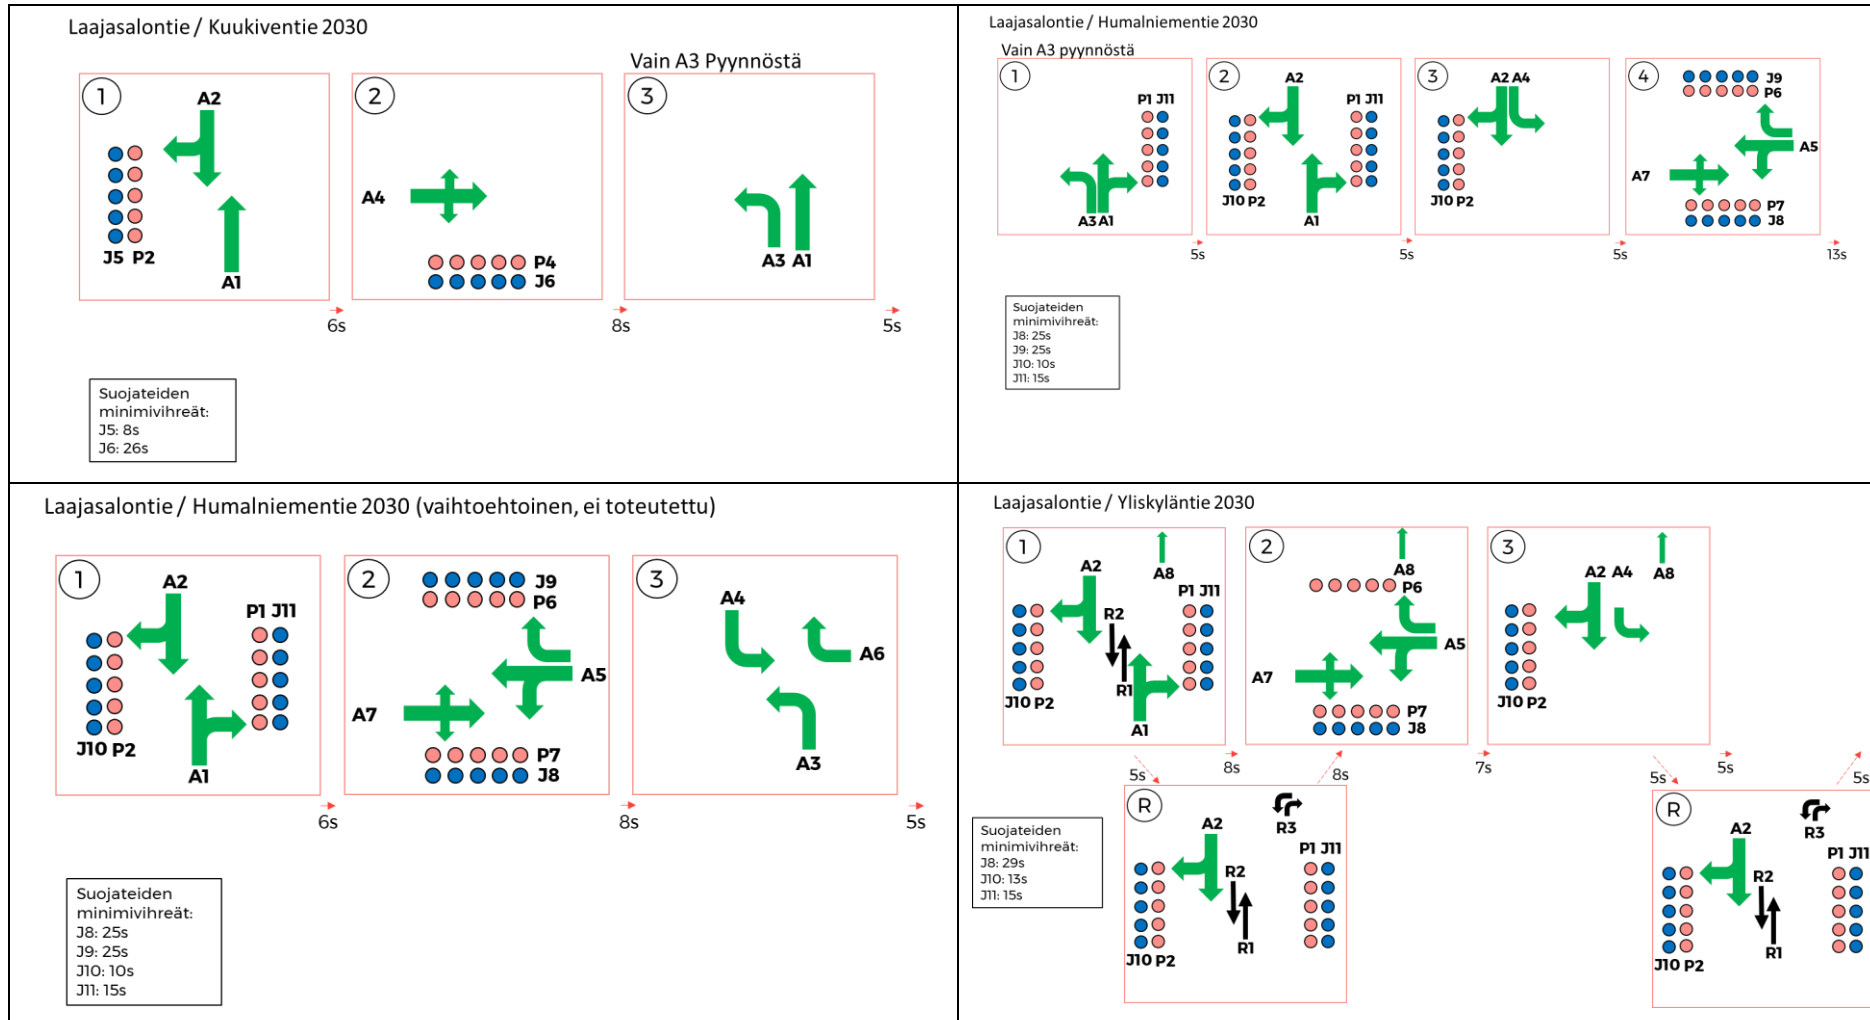 Laajasalontie / Kuukiventie 2030
Vain A3 Pyynnöstä
1
A2
J5 P2
A1
6s
2
A4
P4
J6
8s
3
A3 A1
5s
Suojateiden
minimivihreät:
J5: 8s
J6: 26s
Laajasalontie / Humalniementie 2030
Vain A3 pyynnöstä
1
P1 J11
A3 A1
5s
2
A2
P1 J11
J10 P2
A1
5s
3
A2 A4
J10 P2
5s
4
J9
P6
A5
A7
P7
J8
13s
Suojateiden
minimivihreät:
J8: 25s
J9: 25s
J10: 10s
J11: 15s
Laajasalontie / Humalniementie 2030 (vaihtoehtoinen, ei toteutettu)
1
A2
P1 J11
J10 P2
A1
6s
2
J9
P6
A5
A7
P7
J8
8s
3
A4
A6
A3
5s
Suojateiden
minimivihreät:
J8: 25s
J9: 25s
J10: 10s
J11: 15s
Laajasalontie / Yliskyläntie 2030
1
A2
A8
P1 J11
R2
R1
J10 P2
A1
5s
8s
2
A8
P6
A5
A7
P7
J8
8s
7s
3
A2 A4
A8
J10 P2
5s
5s
5s
R
A2
R3
P1 J11
R2
J10 P2
R1
R
A2
R3
P1 J11
R2
J10 P2
R1
Suojateiden
minimivihreät:
J8: 29s
J10: 13s
J11: 15s